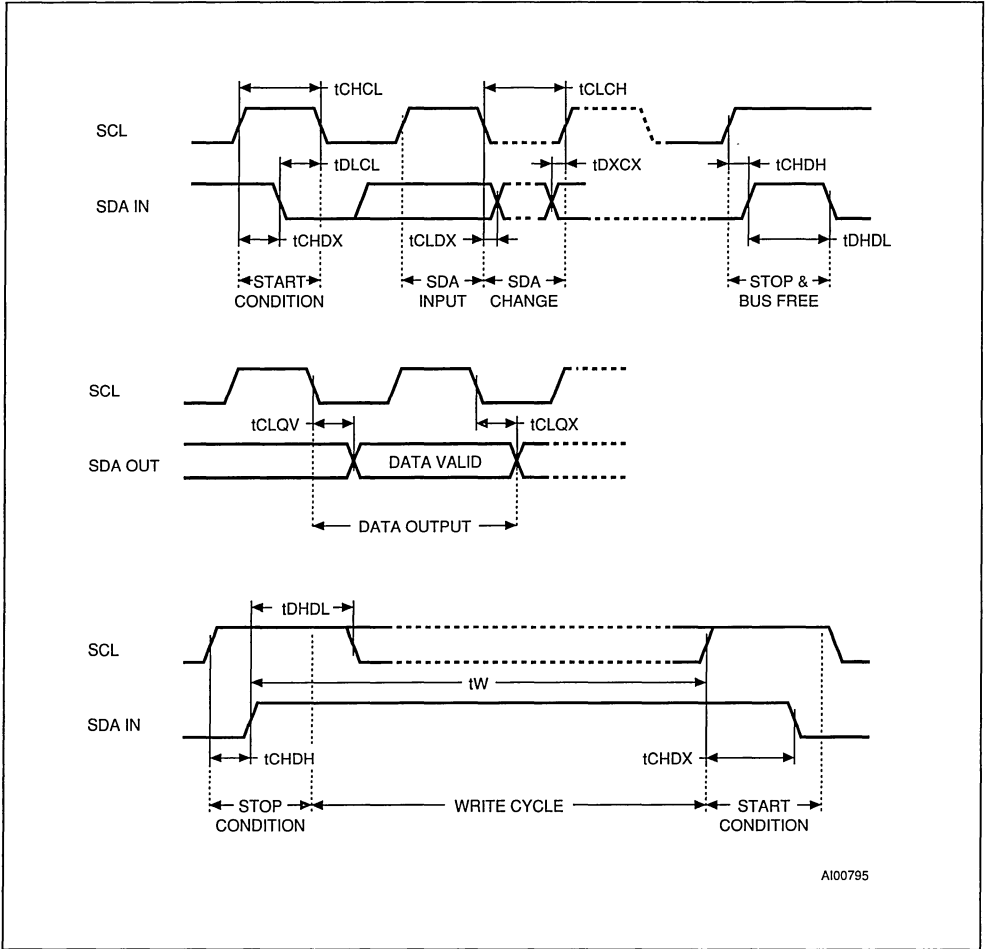 tCHCL
tCLCH
SCL
tDLCL
tDXCX
tCHDH
SDA IN
tCHDX
tCLDX
tDHDL
START
CONDITION
SDA
INPUT
SDA
CHANGE
STOP &
BUS FREE
SCL
tCLQV
tCLQX
SDA OUT
DATA VALID
DATA OUTPUT
tDHDL
SCL
tW
SDA IN
tCHDH
tCHDX
STOP
CONDITION
WRITE CYCLE
START
CONDITION
AI00795